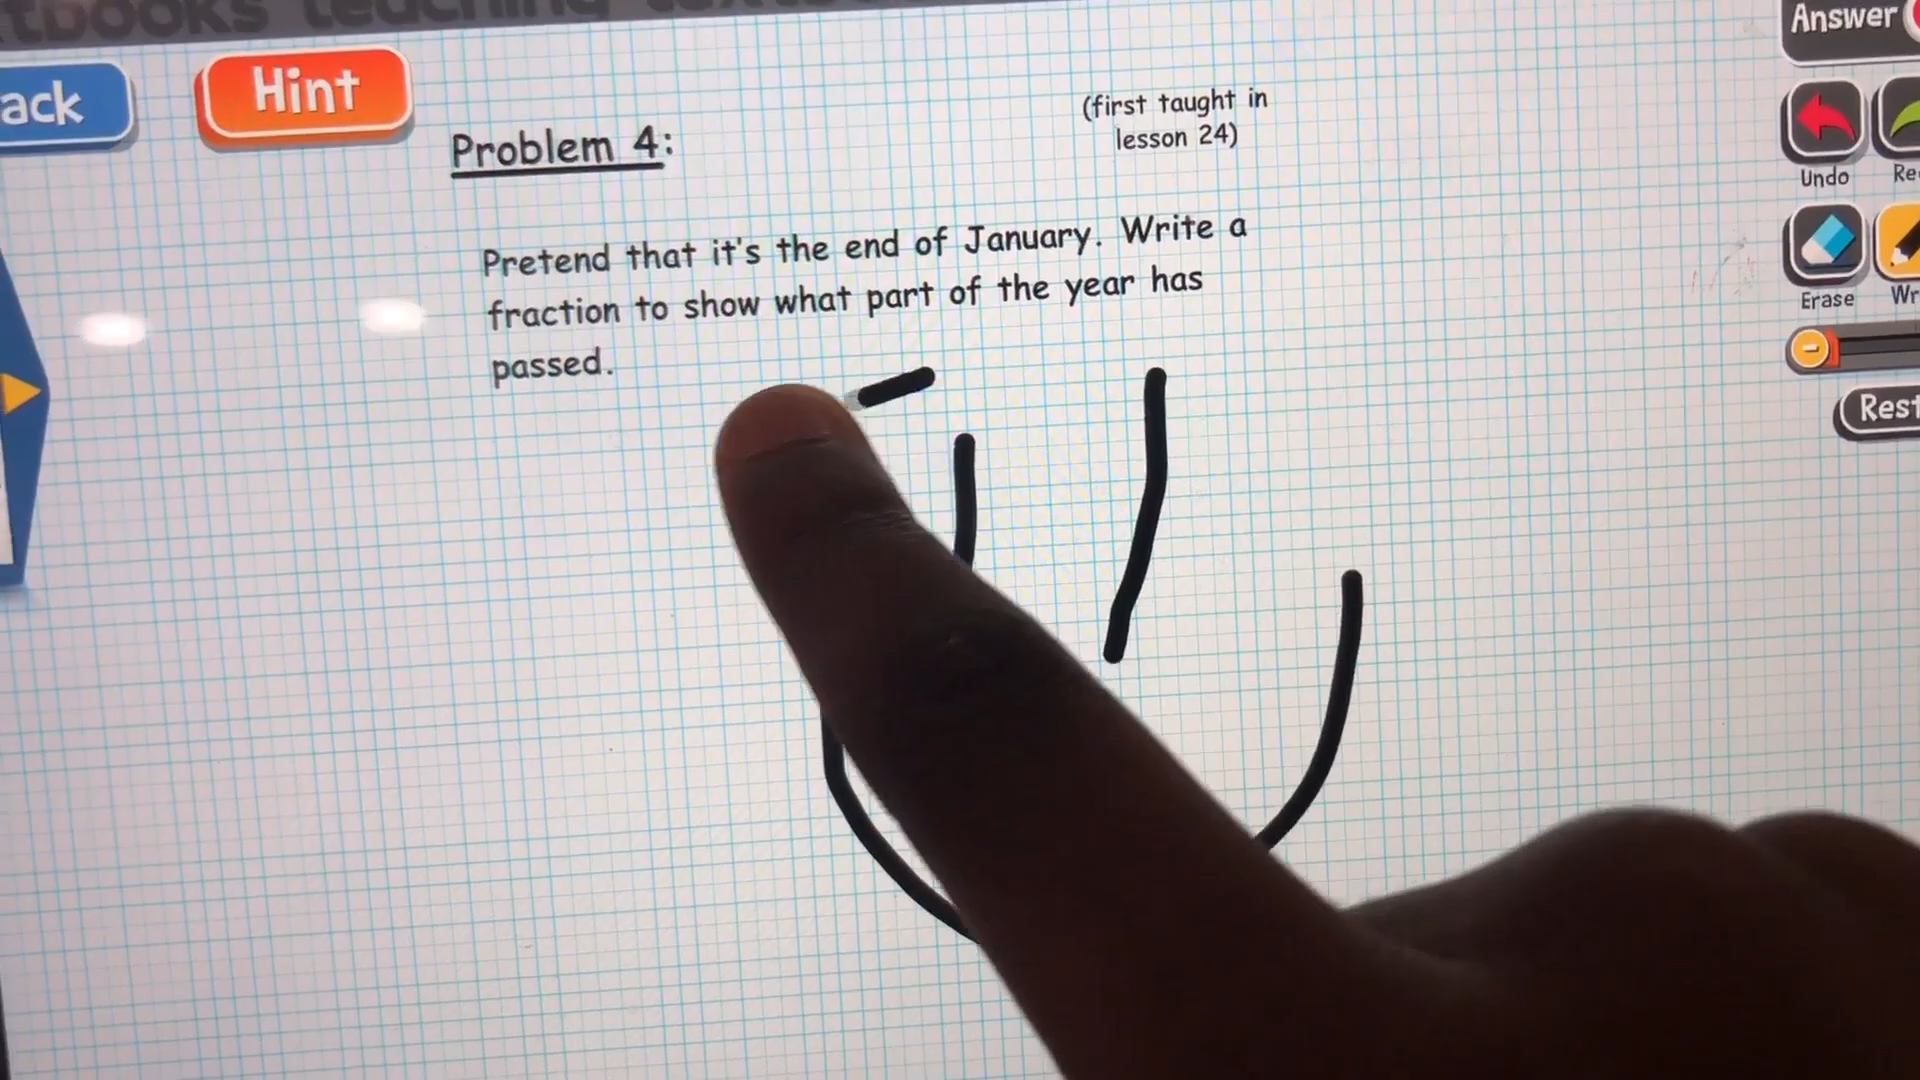 teaching
Answer
ack
Hint
(first taught in
lesson 24)
Problem 4:
Undo
Pretend that it's the end of January. Write a
fraction to show what part of the year has
passed.
Erase